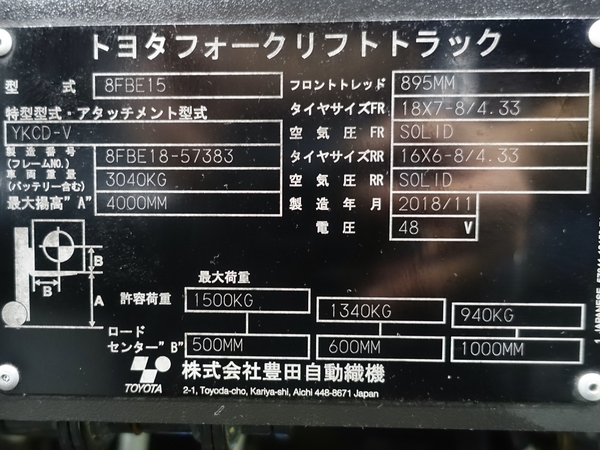 トヨタフォークリフトトラック
型 式 8FBE15 フロントトレッド 895MM
特型型式・アタッチメント型式 タイヤサイズFR 18X7-8/4.33
YKCD-V 空気圧 FR SOLID
製造番号 (フレームNO.) 8FBE18-57383 タイヤサイズRR 16X6-8/4.33
車両重量 (バッテリー含む) 3040KG 空気圧 RR SOLID
最大揚高"A" 4000MM 製造年月 2018/11
電圧 48 V
B
B
A
最大荷重
許容荷重 1500KG 1340KG 940KG
ロード
センター"B" 500MM 600MM 1000MM
TOYOTA 株式会社豊田自動織機
2-1, Toyoda-cho, Kariya-shi, Aichi 448-8671 Japan